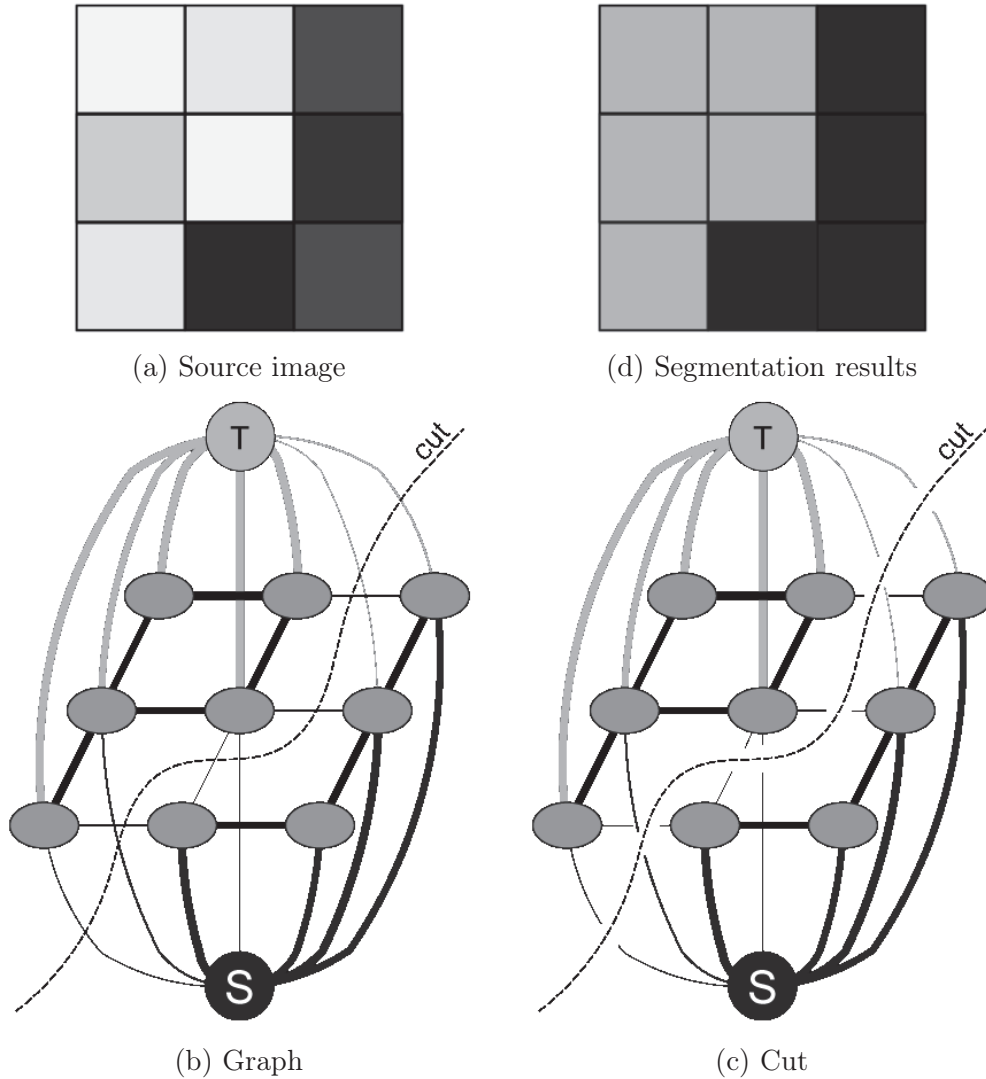 (a) Source image
(d) Segmentation results
T
cut
T
cut
S
S
(b) Graph
(c) Cut